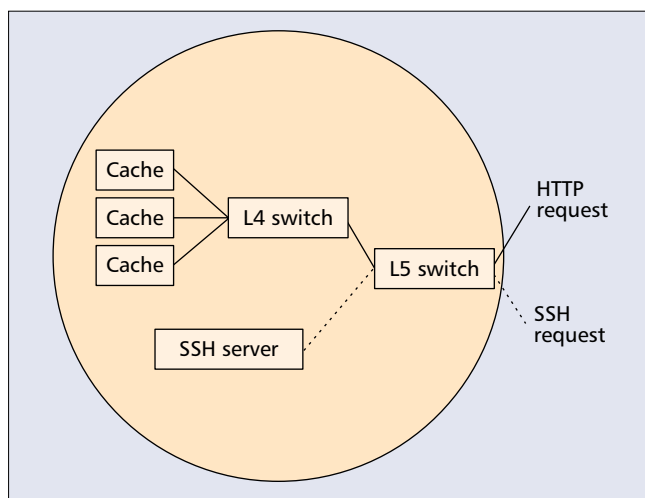 Cache
Cache
Cache
L4 switch
L5 switch
SSH server
HTTP
request
SSH
request